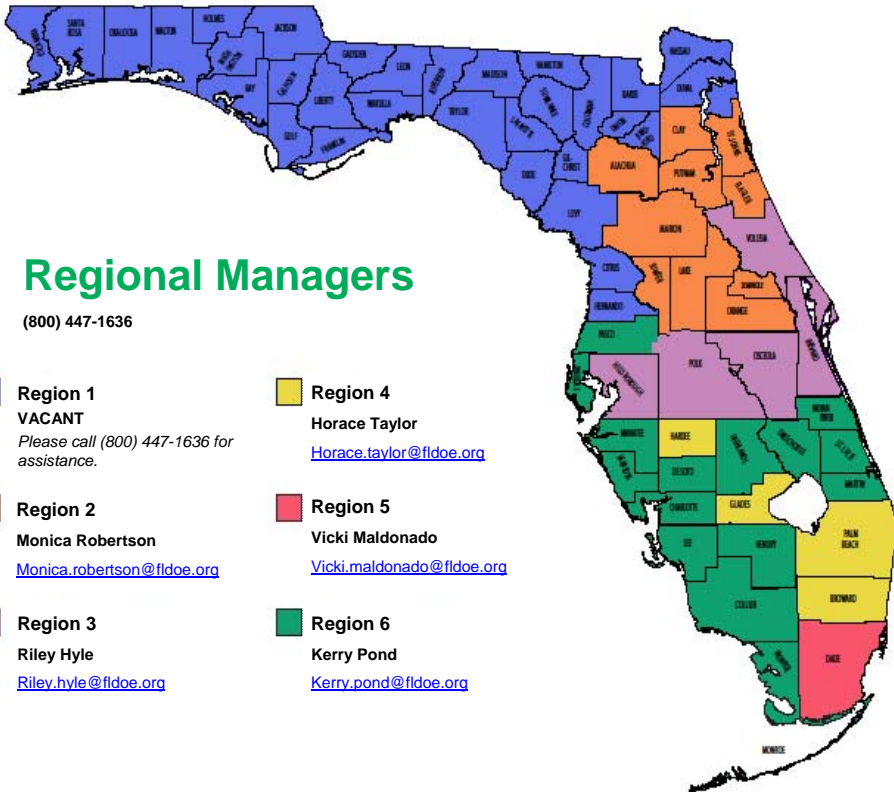 Regional Managers
(800) 447-1636
Region 1
VACANT
Please call (800) 447-1636 for
assistance.
Region 2
Monica Robertson
Monica.robertson@fldoe.org
Region 3
Riley Hyle
Riley.hyle@fldoe.org
Region 4
Horace Taylor
Horace.taylor@fldoe.org
Region 5
Vicki Maldonado
Vicki.maldonado@fldoe.org
Region 6
Kerry Pond
Kerry.pond@fldoe.org
SANTA
ROSA
OKALOOSA
WALTON
HOLMES
JACKSON
BAY
CALHOUN
GULF
LIBERTY
GADSDEN
FRANKLIN
LEON
WAKULLA
JEFFERSON
MADISON
TAYLOR
HAMILTON
LAFAYETTE
DIXIE
COLUMBIA
GIL-
CHRIST
LEVY
BAKER
UNION
NASSAU
DUVAL
CLAY
ST. JOHNS
ALACHUA
PUTNAM
FLAGLER
MARION
VOLUSIA
CITRUS
SUMTER
LAKE
SEMINOLE
HERNANDO
ORANGE
PASCO
HILLSBOROUGH
POLK
OSCEOLA
BREVARD
INDIAN
RIVER
MANATEE
HARDEE
HIGHLANDS
OKEECHOBEE
ST. LUCIE
SARASOTA
DESOTO
MARTIN
CHARLOTTE
GLADES
LEE
HENDRY
PALM
BEACH
COLLIER
BROWARD
MONROE
DADE
MONROE